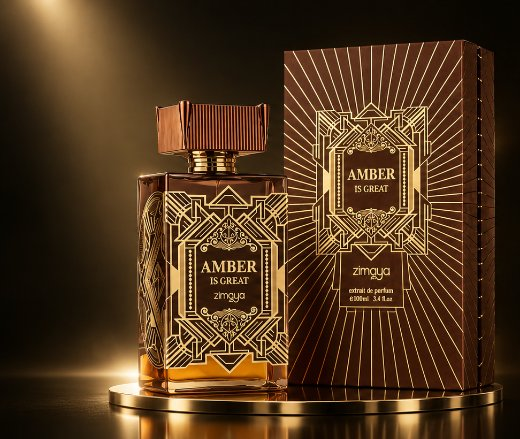 AMBER
IS GREAT
zimaya
AMBER
IS GREAT
zimaya
extrait de parfum
e100ml 3.4 fl.oz